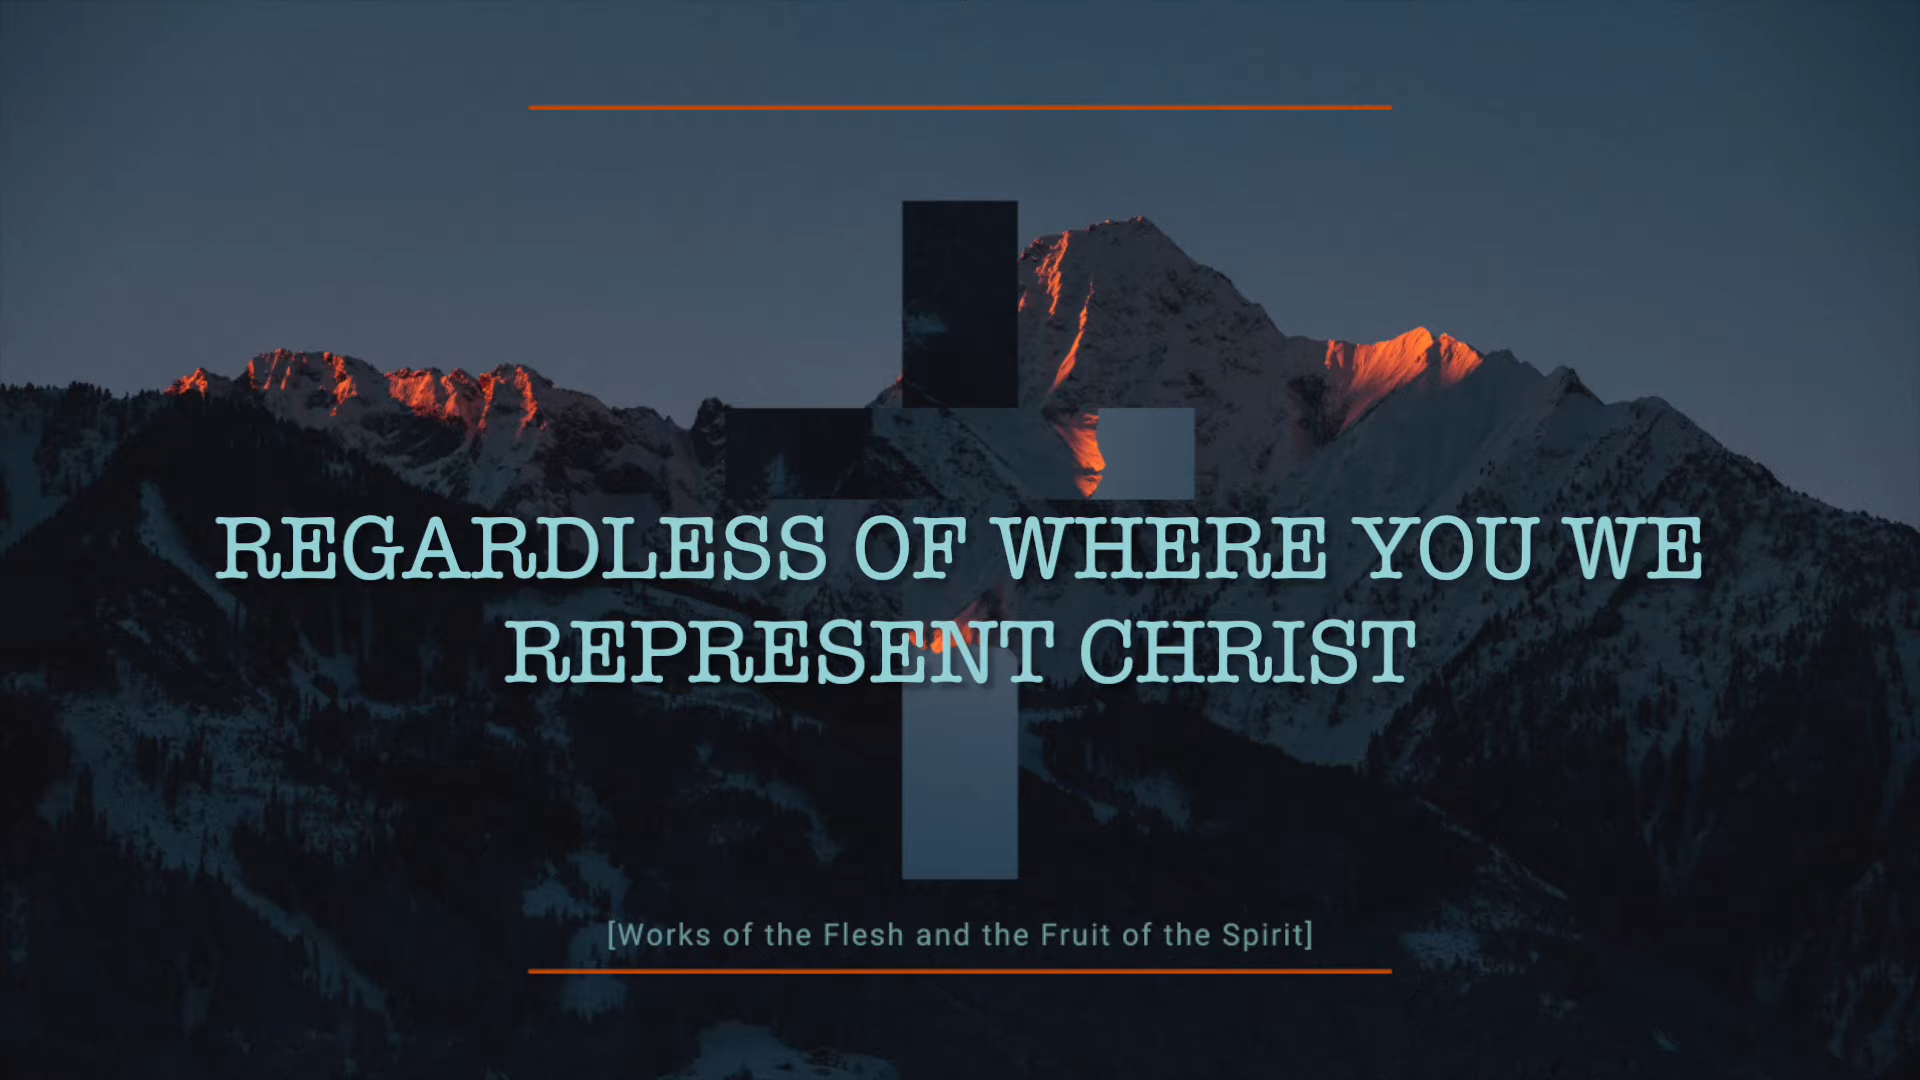 REGARDLESS OF WHERE YOU WE
REPRESENT CHRIST
[Works of the Flesh and the Fruit of the Spirit]